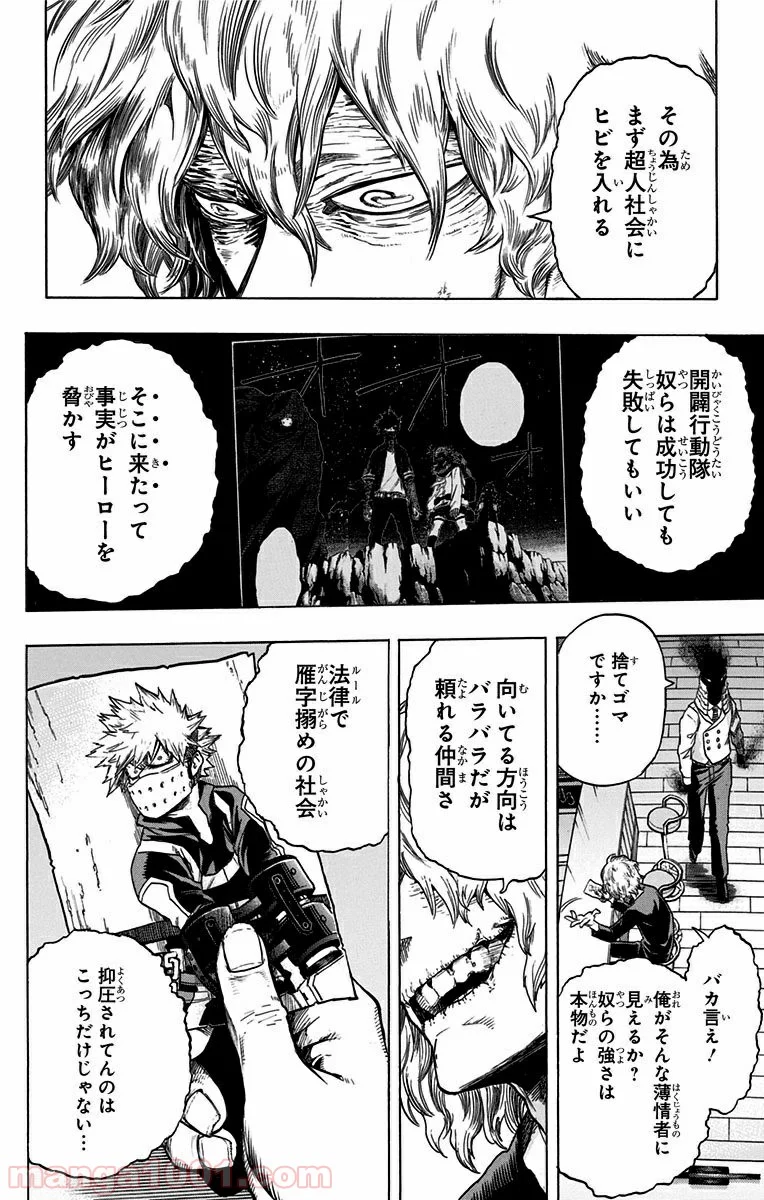 その為
まず超人社会に
ヒビを入れる
開闢行動隊
奴らは成功しても
失敗してもいい
そこに来たって
事実がヒーローを
脅かす
捨てゴマ
ですか……
バカ言え！
俺がそんな薄情者に
見えるか？
奴らの強さは
本物だよ
向いてる方向は
バラバラだが
頼れる仲間さ
法律で
雁字搦めの社会
抑圧されてんのは
こっちだけじゃない…
manga1001.com